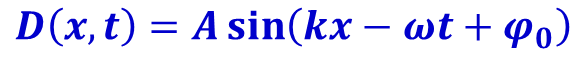 D(x, t) = A sin(kx − ωt + φ₀)